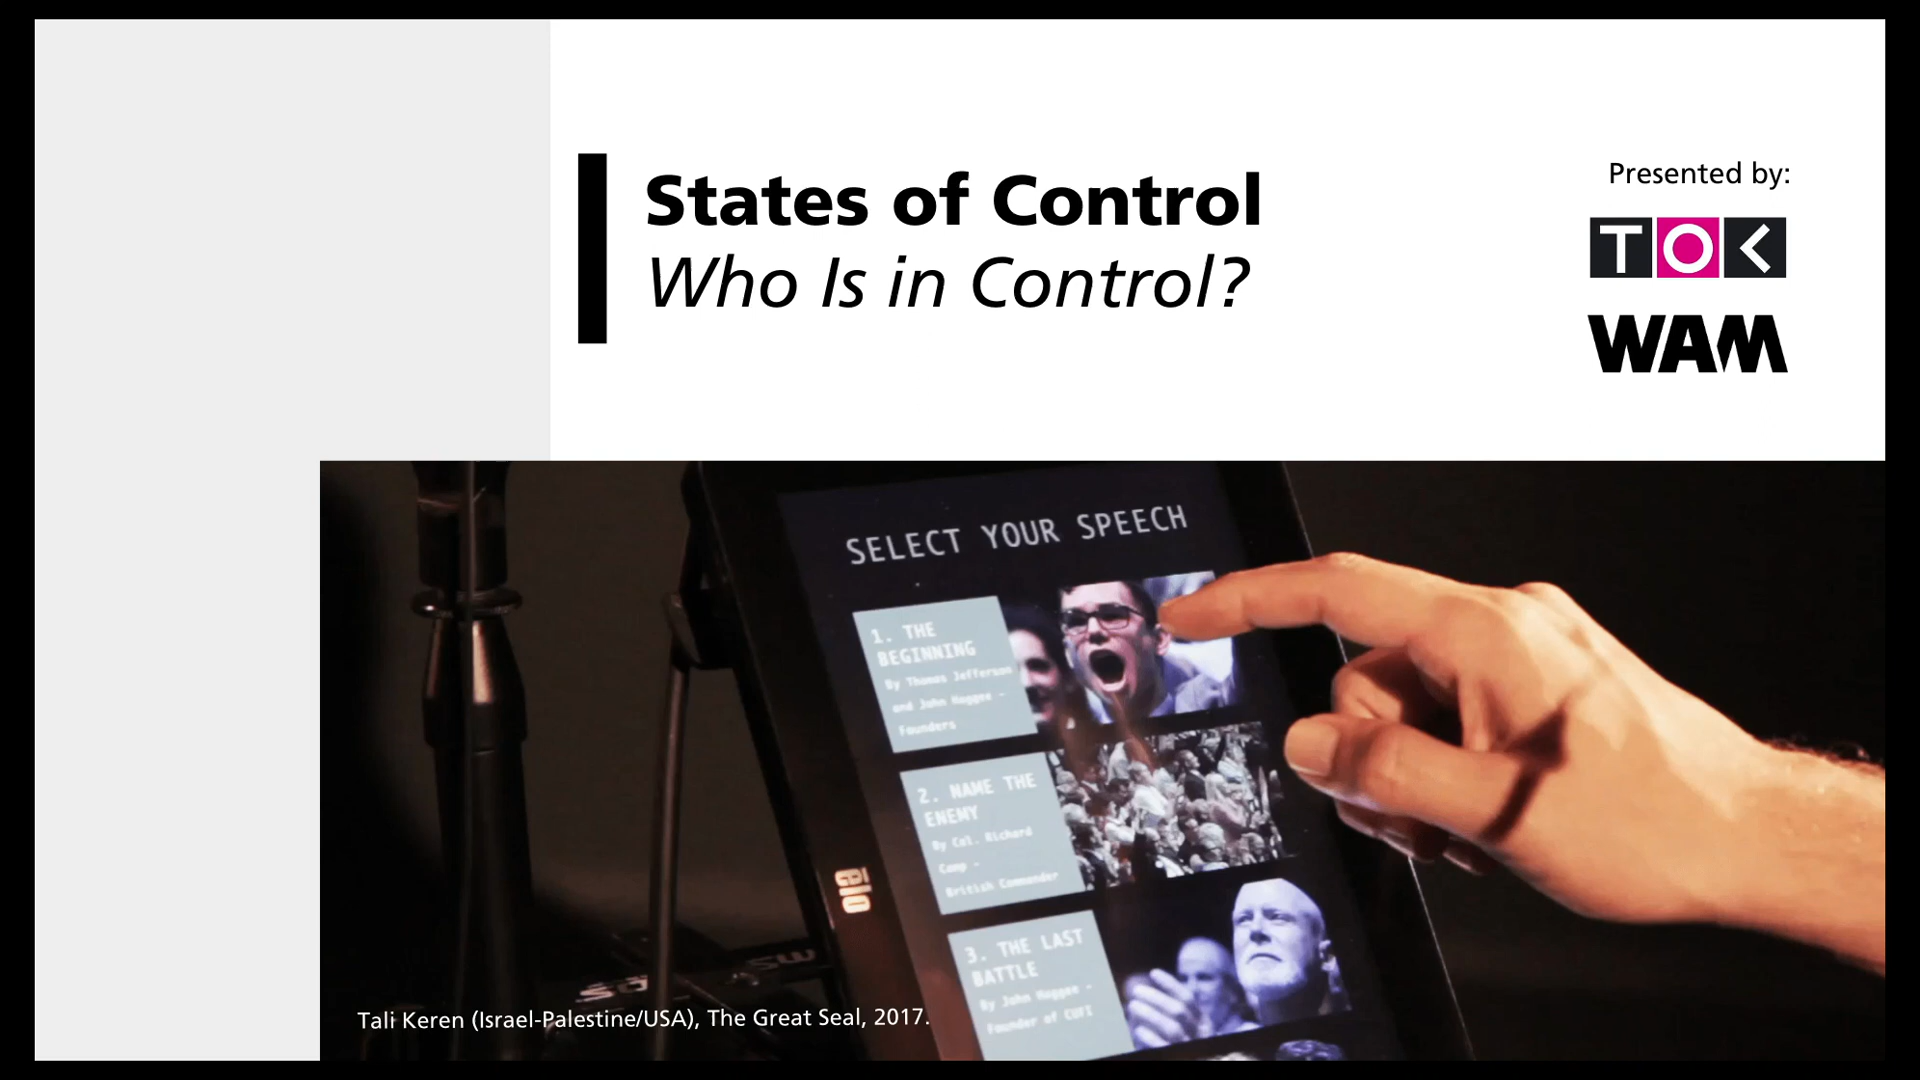 States of Control
Who Is in Control?
Presented by:
TOK
WAM
SELECT YOUR SPEECH
1. THE
BEGINNING
By Thomas Jefferson
and John Haggee -
Founders
2. NAME THE
ENEMY
By Col. Richard
Camp -
British Commander
3. THE LAST
BATTLE
By John Haggee -
Founder of CUFI
elo
Tali Keren (Israel-Palestine/USA), The Great Seal, 2017.